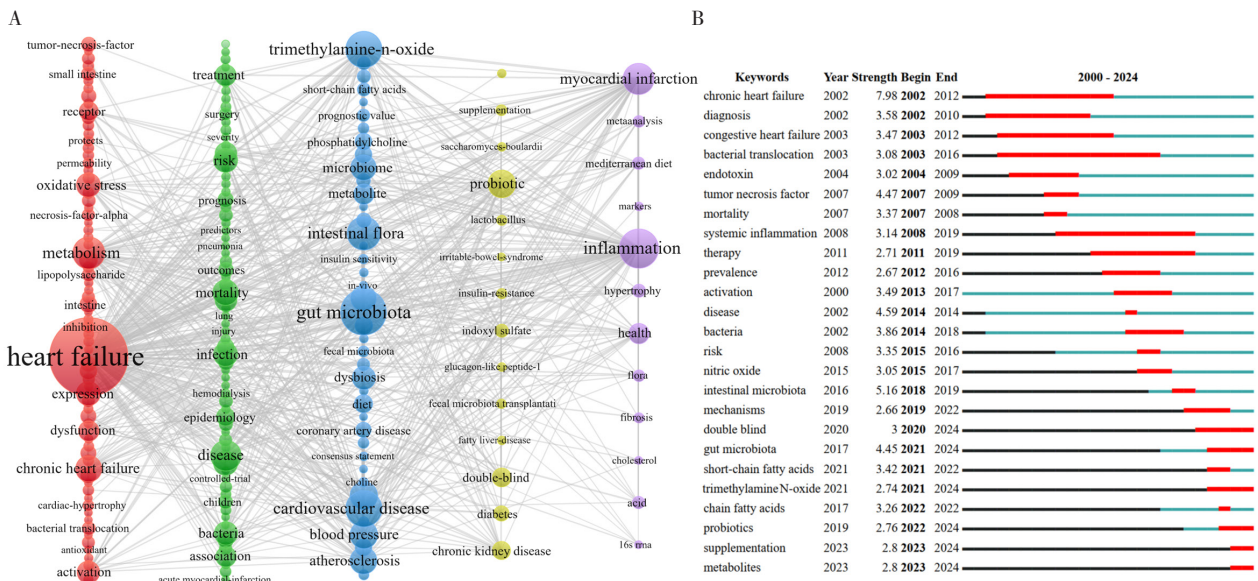 A
tumor-necrosis-factor
small intestine
receptor
protects
permeability
oxidative stress
necrosis-factor-alpha
metabolism
lipopolysaccharide
intestine
inhibition
heart failure
expression
dysfunction
chronic heart failure
cardiac-hypertrophy
bacterial translocation
antioxidant
activation
treatment
surgery
severity
risk
prognosis
predictors
pneumonia
outcomes
mortality
lung
injury
infection
hemodialysis
epidemiology
disease
controlled-trial
children
bacteria
association
acute myocardial-infarction
trimethylamine-n-oxide
short-chain fatty acids
prognostic value
phosphatidylcholine
microbiome
metabolite
intestinal flora
insulin sensitivity
in-vivo
gut microbiota
fecal microbiota
dysbiosis
diet
coronary artery disease
consensus statement
choline
cardiovascular disease
blood pressure
atherosclerosis
supplementation
saccharomyces-boulardii
probiotic
lactobacillus
irritable-bowel-syndrome
insulin-resistance
indoxyl sulfate
glucagon-like peptide-1
fecal microbiota transplantati
fatty liver-disease
double-blind
diabetes
chronic kidney disease
myocardial infarction
metaanalysis
mediterranean diet
markers
inflammation
hypertrophy
health
flora
fibrosis
cholesterol
acid
16s rrna
B
Keywords Year Strength Begin End 2000 - 2024
chronic heart failure 2002 7.98 2002 2012
diagnosis 2002 3.58 2002 2010
congestive heart failure 2003 3.47 2003 2012
bacterial translocation 2003 3.08 2003 2016
endotoxin 2004 3.02 2004 2009
tumor necrosis factor 2007 4.47 2007 2009
mortality 2007 3.37 2007 2008
systemic inflammation 2008 3.14 2008 2019
therapy 2011 2.71 2011 2019
prevalence 2012 2.67 2012 2016
activation 2000 3.49 2013 2017
disease 2002 4.59 2014 2014
bacteria 2002 3.86 2014 2018
risk 2008 3.35 2015 2016
nitric oxide 2015 3.05 2015 2017
intestinal microbiota 2016 5.16 2018 2019
mechanisms 2019 2.66 2019 2022
double blind 2020 3 2020 2024
gut microbiota 2017 4.45 2021 2024
short-chain fatty acids 2021 3.42 2021 2022
trimethylamine N-oxide 2021 2.74 2021 2024
chain fatty acids 2017 3.26 2022 2022
probiotics 2019 2.76 2022 2024
supplementation 2023 2.8 2023 2024
metabolites 2023 2.8 2023 2024